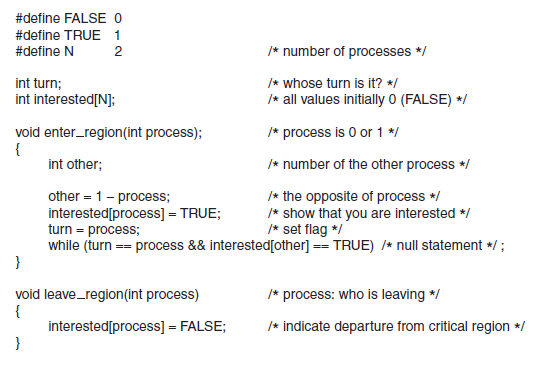 #define FALSE 0
#define TRUE 1
#define N 2 /* number of processes */
int turn; /* whose turn is it? */
int interested[N]; /* all values initially 0 (FALSE) */
void enter_region(int process); /* process is 0 or 1 */
{
int other; /* number of the other process */
other = 1 – process; /* the opposite of process */
interested[process] = TRUE; /* show that you are interested */
turn = process; /* set flag */
while (turn == process && interested[other] == TRUE) /* null statement */ ;
}
void leave_region(int process) /* process: who is leaving */
{
interested[process] = FALSE; /* indicate departure from critical region */
}